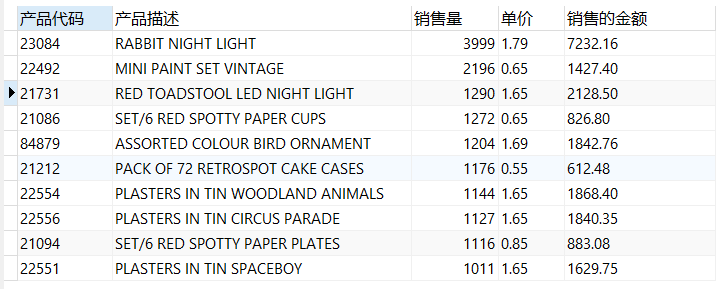 产品代码 产品描述 销售量 单价 销售的金额
23084 RABBIT NIGHT LIGHT 3999 1.79 7232.16
22492 MINI PAINT SET VINTAGE 2196 0.65 1427.40
21731 RED TOADSTOOL LED NIGHT LIGHT 1290 1.65 2128.50
21086 SET/6 RED SPOTTY PAPER CUPS 1272 0.65 826.80
84879 ASSORTED COLOUR BIRD ORNAMENT 1204 1.69 1842.76
21212 PACK OF 72 RETROSPOT CAKE CASES 1176 0.55 612.48
22554 PLASTERS IN TIN WOODLAND ANIMALS 1144 1.65 1868.40
22556 PLASTERS IN TIN CIRCUS PARADE 1127 1.65 1840.35
21094 SET/6 RED SPOTTY PAPER PLATES 1116 0.85 883.08
22551 PLASTERS IN TIN SPACEBOY 1011 1.65 1629.75